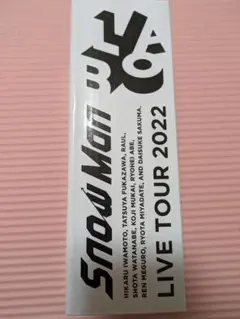 Snow Man
HIKARU IWAMOTO, TATSUYA FUKAZAWA, RAUL,
SHOTA WATANABE, KOJI MUKAI, RYOHEI ABE,
REN MEGURO, RYOTA MIYADATE, AND DAISUKE SAKUMA.
LIVE TOUR 2022